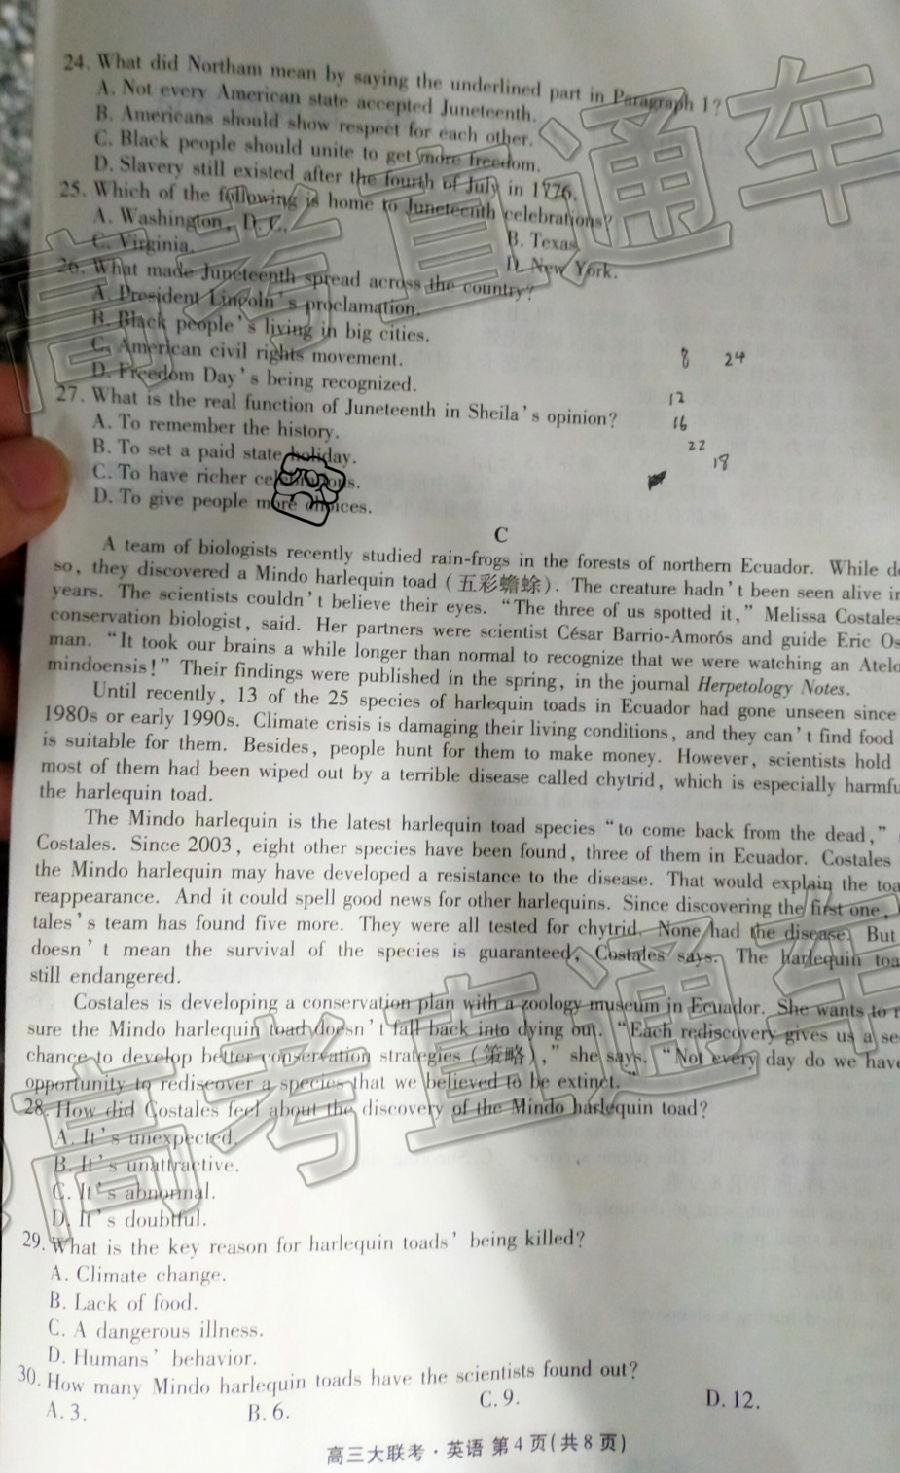 24. What did Northam mean by saying the underlined part in Paragraph 1?
A. Not every American state accepted Juneteenth.
B. Americans should show respect for each other.
C. Black people should unite to get more freedom.
D. Slavery still existed after the fourth of July in 1776.
25. Which of the following is home to Juneteenth celebrations?
A. Washington, D. C.
B. Texas.
C. Virginia.
D. New York.
26. What made Juneteenth spread across the country?
A. President Lincoln's proclamation.
B. Black people's living in big cities.
C. American civil rights movement.
D. Freedom Day's being recognized.
27. What is the real function of Juneteenth in Sheila's opinion?
A. To remember the history.
B. To set a paid state holiday.
C. To have richer celebrations.
D. To give people more choices.
8 24
12
16
22
18
C
A team of biologists recently studied rain-frogs in the forests of northern Ecuador. While
so, they discovered a Mindo harlequin toad (五彩蟾蜍). The creature hadn't been seen alive in
years. The scientists couldn't believe their eyes. “The three of us spotted it,” Melissa Costales
conservation biologist, said. Her partners were scientist César Barrio-Amorós and guide Eric Os
man. “It took our brains a while longer than normal to recognize that we were watching an Atelo
mindoensis!” Their findings were published in the spring, in the journal Herpetology Notes.
Until recently, 13 of the 25 species of harlequin toads in Ecuador had gone unseen since
1980s or early 1990s. Climate crisis is damaging their living conditions, and they can't find food
is suitable for them. Besides, people hunt for them to make money. However, scientists hold
most of them had been wiped out by a terrible disease called chytrid, which is especially harmfu
the harlequin toad.
The Mindo harlequin is the latest harlequin toad species “to come back from the dead,”
Costales. Since 2003, eight other species have been found, three of them in Ecuador. Costales
the Mindo harlequin may have developed a resistance to the disease. That would explain the toa
reappearance. And it could spell good news for other harlequins. Since discovering the first one,
tales's team has found five more. They were all tested for chytrid. None had the disease. But
doesn't mean the survival of the species is guaranteed, Costales says. The harlequin toa
still endangered.
Costales is developing a conservation plan with a zoology museum in Ecuador. She wants to
sure the Mindo harlequin toad doesn't fall back into dying out. “Each rediscovery gives us a se
chance to develop better conservation strategies (策略),” she says. “Not every day do we have
opportunity to rediscover a species that we believed to be extinct.”
28. How did Costales feel about the discovery of the Mindo harlequin toad?
A. It's unexpected.
B. It's unattractive.
C. It's abnormal.
D. It's doubtful.
29. What is the key reason for harlequin toads' being killed?
A. Climate change.
B. Lack of food.
C. A dangerous illness.
D. Humans' behavior.
30. How many Mindo harlequin toads have the scientists found out?
A. 3. B. 6. C. 9. D. 12.
高三大联考·英语 第4页(共8页)
高考直通车
高考直通车